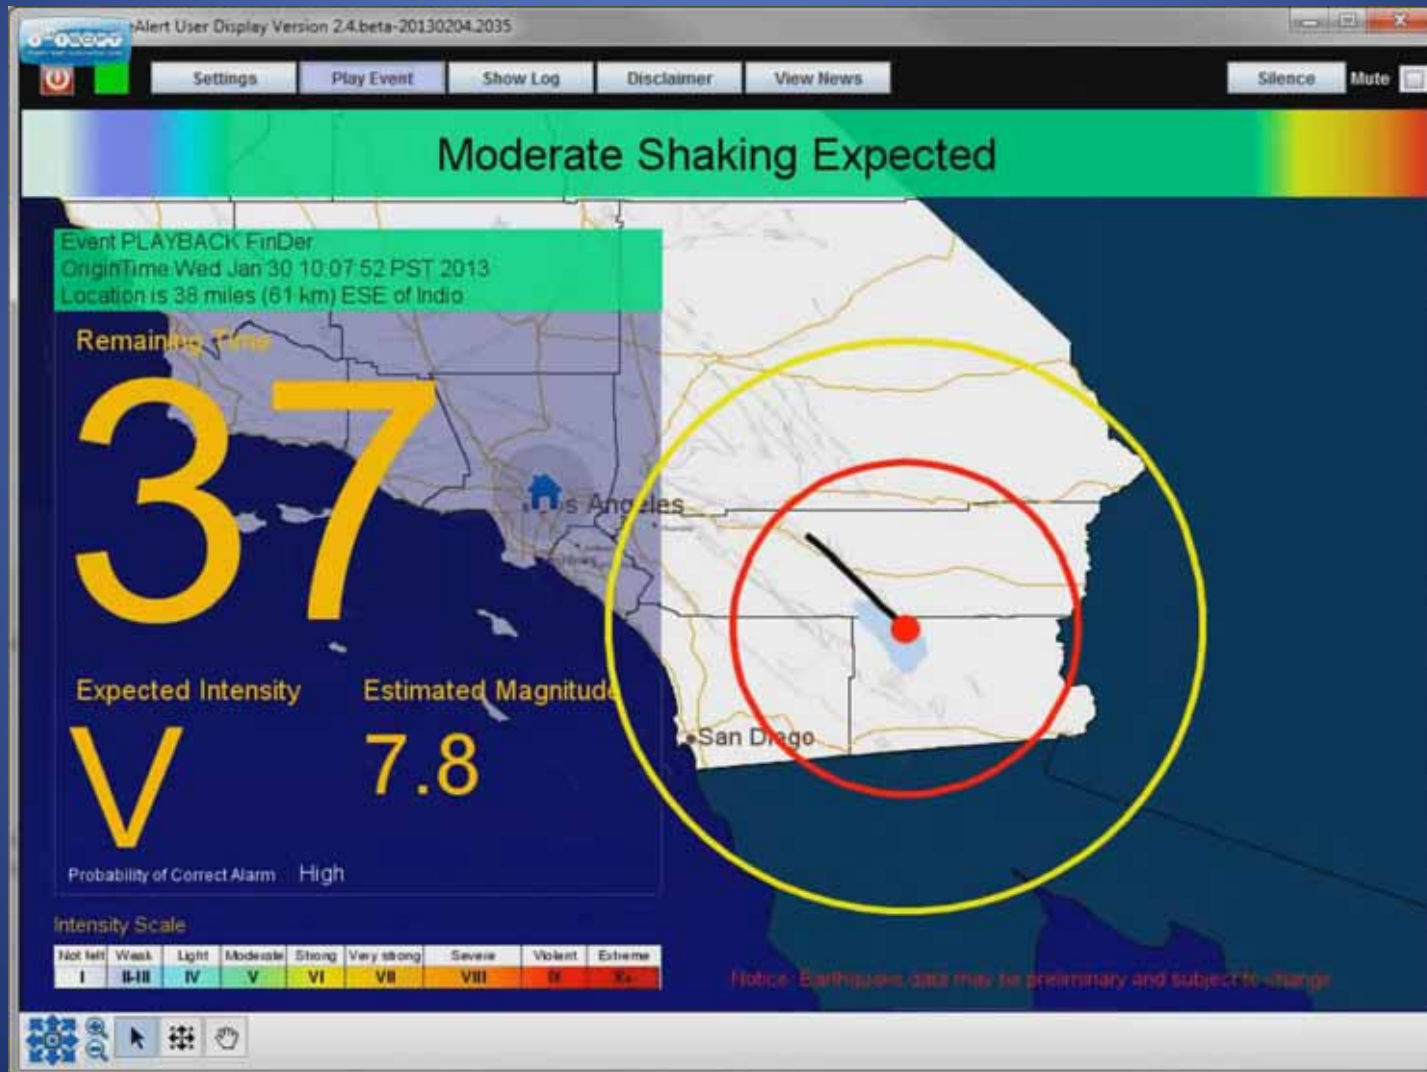 eAlert User Display Version 2.4.beta-20130204.2035
Settings
Play Event
Show Log
Disclaimer
View News
Silence
Mute
Moderate Shaking Expected
Event PLAYBACK FinDer
OriginTime Wed Jan 30 10:07:52 PST 2013
Location is 38 miles (61 km) ESE of Indio
Remaining Time
37
s Angeles
Expected Intensity
Estimated Magnitude
V
7.8
San Diego
Probability of Correct Alarm High
Intensity Scale
Not felt Weak Light Moderate Strong Very strong Severe Violent Extreme
I II-III IV V VI VII VIII IX X+
Notice: Earthquake data may be preliminary and subject to change